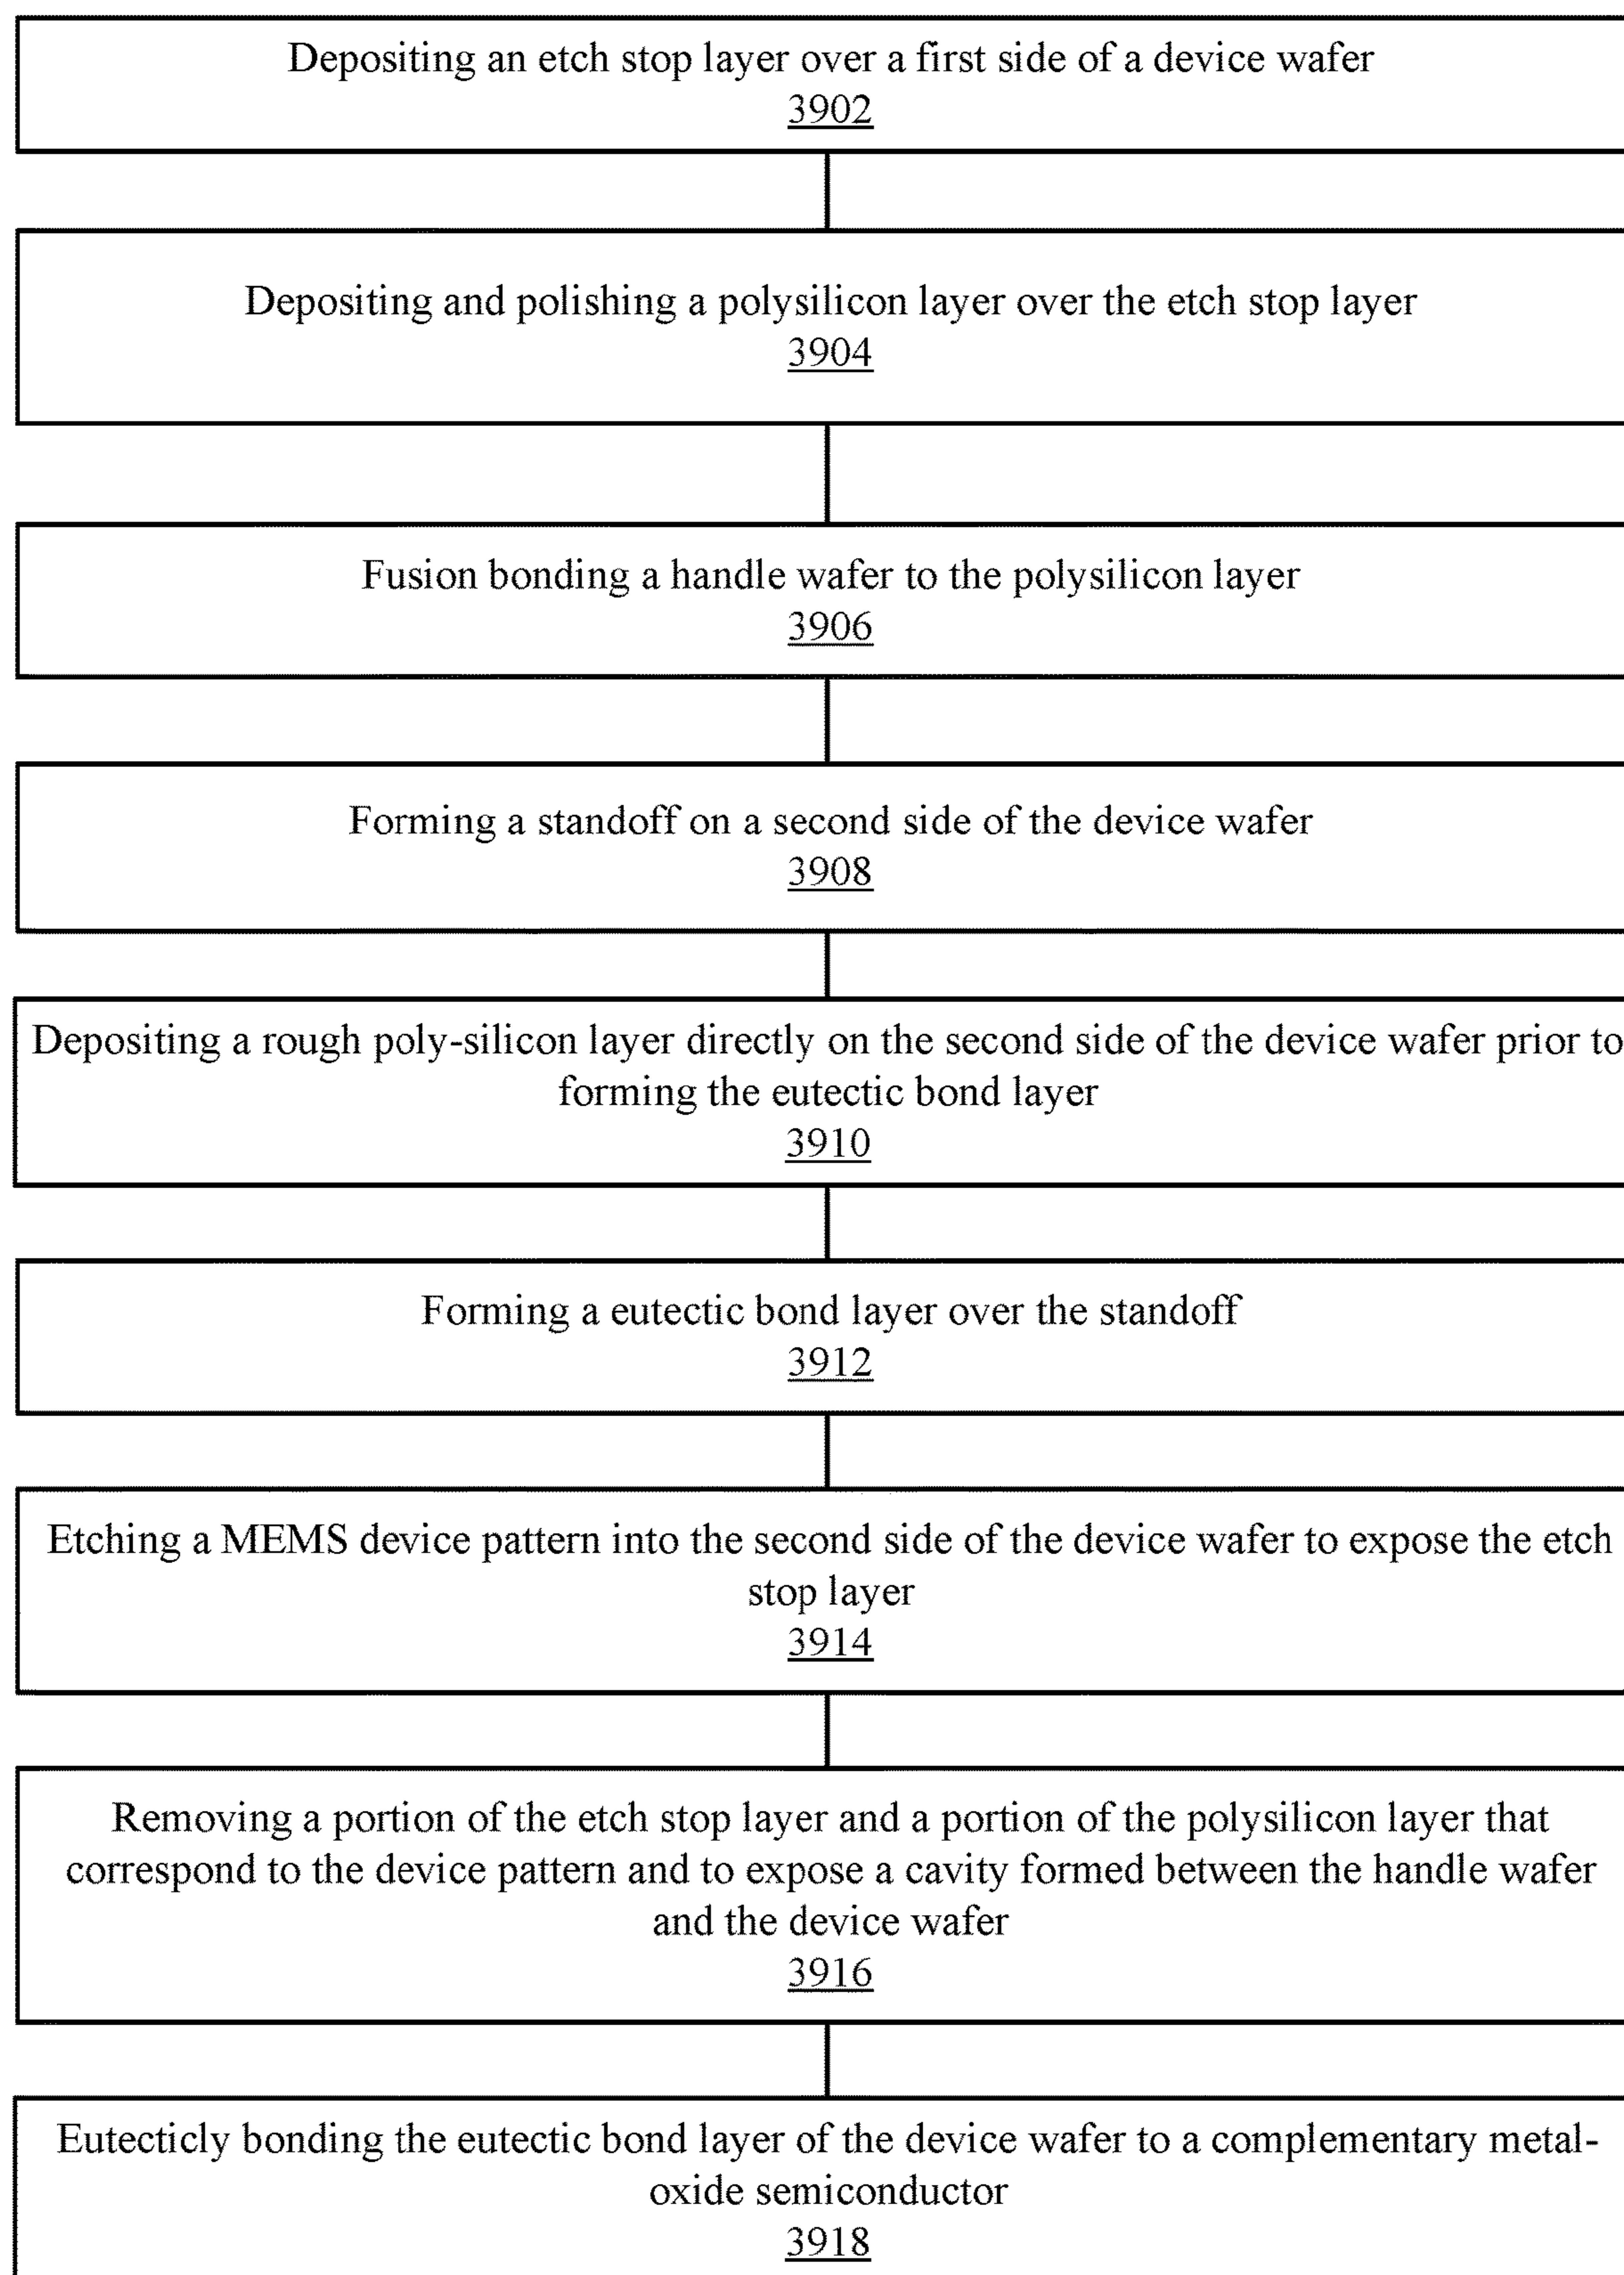 Depositing an etch stop layer over a first side of a device wafer
3902
Depositing and polishing a polysilicon layer over the etch stop layer
3904
Fusion bonding a handle wafer to the polysilicon layer
3906
Forming a standoff on a second side of the device wafer
3908
Depositing a rough poly-silicon layer directly on the second side of the device wafer prior to
forming the eutectic bond layer
3910
Forming a eutectic bond layer over the standoff
3912
Etching a MEMS device pattern into the second side of the device wafer to expose the etch
stop layer
3914
Removing a portion of the etch stop layer and a portion of the polysilicon layer that
correspond to the device pattern and to expose a cavity formed between the handle wafer
and the device wafer
3916
Eutecticly bonding the eutectic bond layer of the device wafer to a complementary metal-
oxide semiconductor
3918